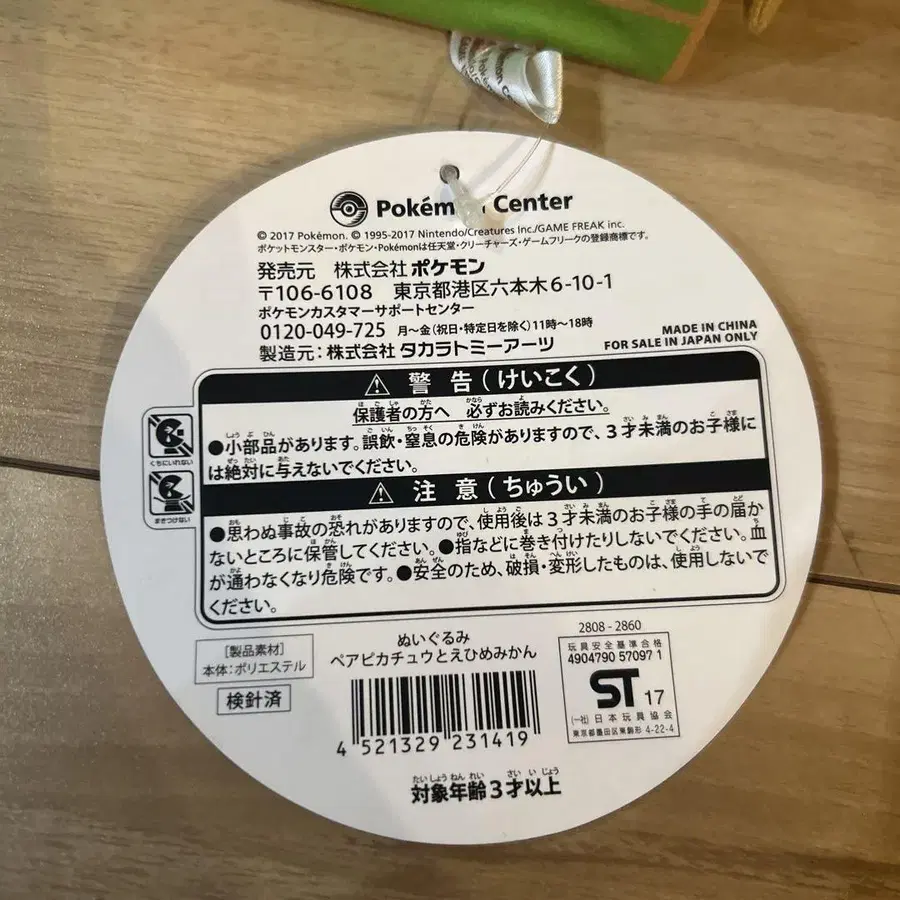 Pokémon Center
© 2017 Pokémon. © 1995-2017 Nintendo/Creatures Inc./GAME FREAK inc.
ポケットモンスター・ポケモン・Pokémonは任天堂・クリーチャーズ・ゲームフリークの登録商標です。
発売元 株式会社ポケモン
〒106-6108 東京都港区六本木6-10-1
ポケモンカスタマーサポートセンター
0120-049-725 月～金(祝日・特定日を除く)11時～18時
製造元:株式会社 タカラトミーアーツ
MADE IN CHINA
FOR SALE IN JAPAN ONLY
警告(けいこく)
保護者の方へ 必ずお読みください。
●小部品があります。誤飲・窒息の危険がありますので、3才未満のお子様に
は絶対に与えないでください。
くちにいれない
注意(ちゅうい)
●思わぬ事故の恐れがありますので、使用後は3才未満のお子様の手の届か
ないところに保管してください。●指などに巻き付けたりしないでください。血
が通わなくなり危険です。●安全のため、破損・変形したものは、使用しないで
ください。
まきつけない
[製品素材]
本体:ポリエステル
検針済
ぬいぐるみ
ペアピカチュウとえひめみかん
4 521329 231419
2808-2860
玩具安全基準合格
4904790 57097 1
ST 17
(一社)日本玩具協会
東京都墨田区東駒形 4-22-4
対象年齢3才以上